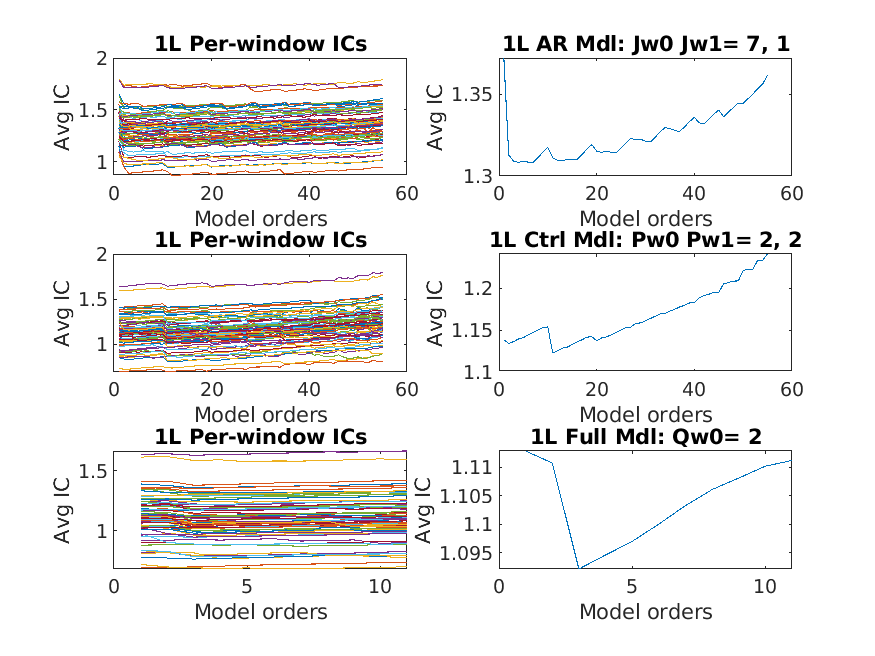 1L Per-window ICs
Avg IC
2
1.5
1
0 20 40 60
Model orders
1L AR Mdl: Jw0 Jw1= 7, 1
1.35
1.3
0 20 40 60
Model orders
1L Per-window ICs
Avg IC
2
1.5
1
0 20 40 60
Model orders
1L Ctrl Mdl: Pw0 Pw1= 2, 2
Avg IC
1.2
1.15
1.1
0 20 40 60
Model orders
1L Per-window ICs
Avg IC
1.5
1
0 5 10
Model orders
1L Full Mdl: Qw0= 2
Avg IC
1.11
1.105
1.1
1.095
0 5 10
Model orders
Avg IC